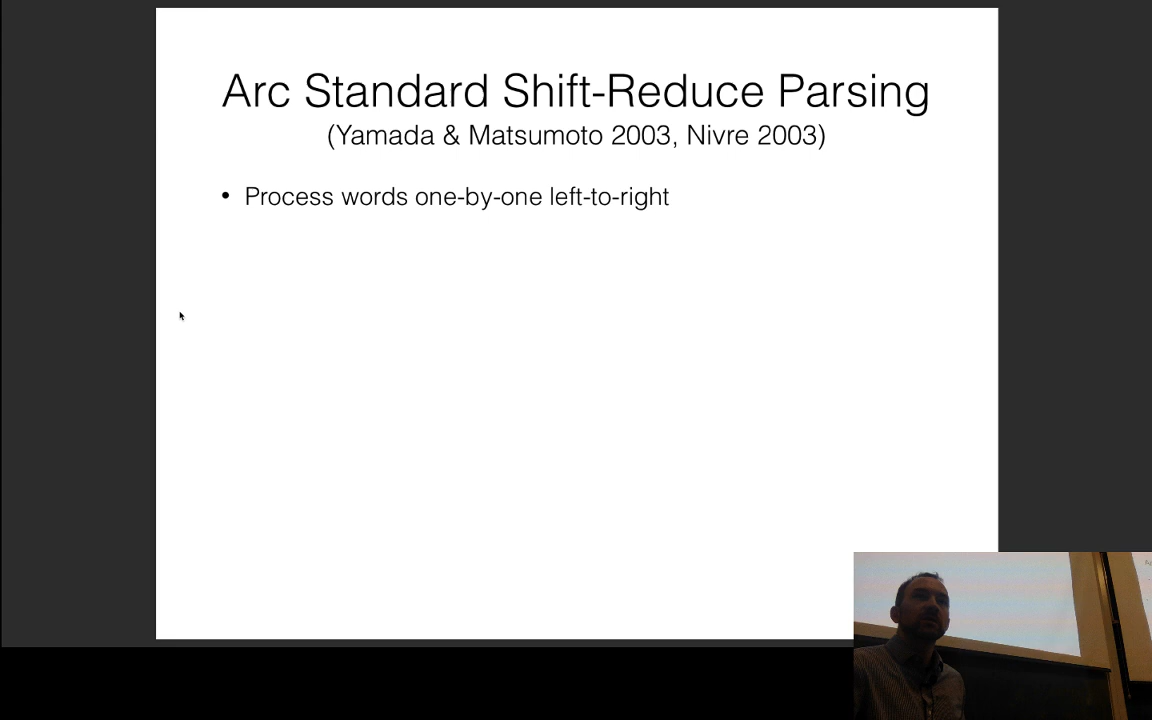 Arc Standard Shift-Reduce Parsing
(Yamada & Matsumoto 2003, Nivre 2003)
• Process words one-by-one left-to-right